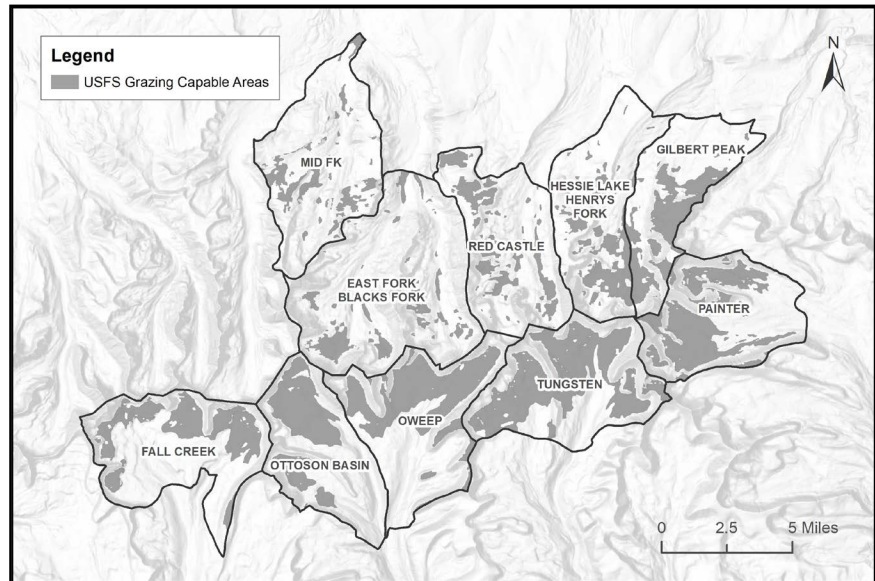 Legend
USFS Grazing Capable Areas
N
MID FK
GILBERT PEAK
HESSIE LAKE
HENRYS
FORK
RED CASTLE
EAST FORK
BLACKS FORK
PAINTER
TUNGSTEN
OWEEP
FALL CREEK
OTTOSON BASIN
0 2.5 5 Miles